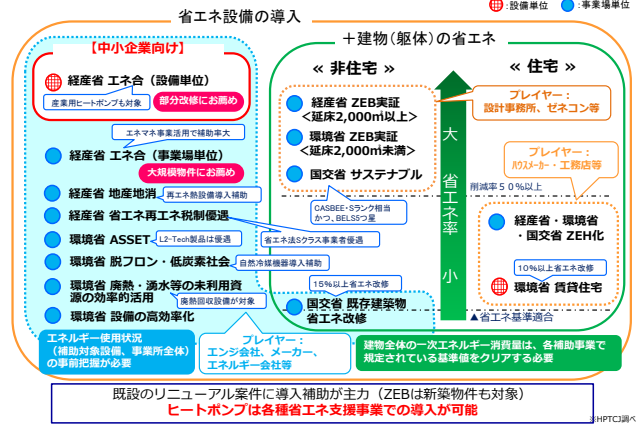 省エネ設備の導入
:設備単位
:事業場単位
【中小企業向け】
経産省 エネ合（設備単位）
産業用ヒートポンプも対象
部分改修にお薦め
エネマネ事業活用で補助率大
経産省 エネ合（事業場単位）
大規模物件にお薦め
経産省 地産地消
再エネ熱設備導入補助
経産省 省エネ再エネ税制優遇
環境省 ASSET
L2-Tech製品は優遇
省エネ法Sクラス事業者優遇
環境省 脱フロン・低炭素社会
自然冷媒機器導入補助
環境省 廃熱・湧水等の未利用資
源の効率的活用
廃熱回収設備が対象
環境省 設備の高効率化
エネルギー使用状況
（補助対象設備、事業所全体）
の事前把握が必要
プレイヤー：
エンジ会社、メーカー、
エネルギー会社等
＋建物(躯体)の省エネ
≪ 非住宅 ≫
経産省 ZEB実証
<延床2,000㎡以上>
環境省 ZEB実証
<延床2,000㎡未満>
国交省 サステナブル
CASBEE・Sランク相当
かつ、BELS5つ星
15%以上省エネ改修
国交省 既存建築物
省エネ改修
大
省
エ
ネ
率
小
≪ 住宅 ≫
プレイヤー：
設計事務所、ゼネコン等
プレイヤー：
ハウスメーカー・工務店等
削減率５０%以上
経産省・環境省
・国交省 ZEH化
10%以上省エネ改修
環境省 賃貸住宅
▲省エネ基準適合
建物全体の一次エネルギー消費量は、各補助事業で
規定されている基準値をクリアする必要
既設のリニューアル案件に導入補助が主力（ZEBは新築物件も対象）
ヒートポンプは各種省エネ支援事業での導入が可能
※HPTCJ調べ